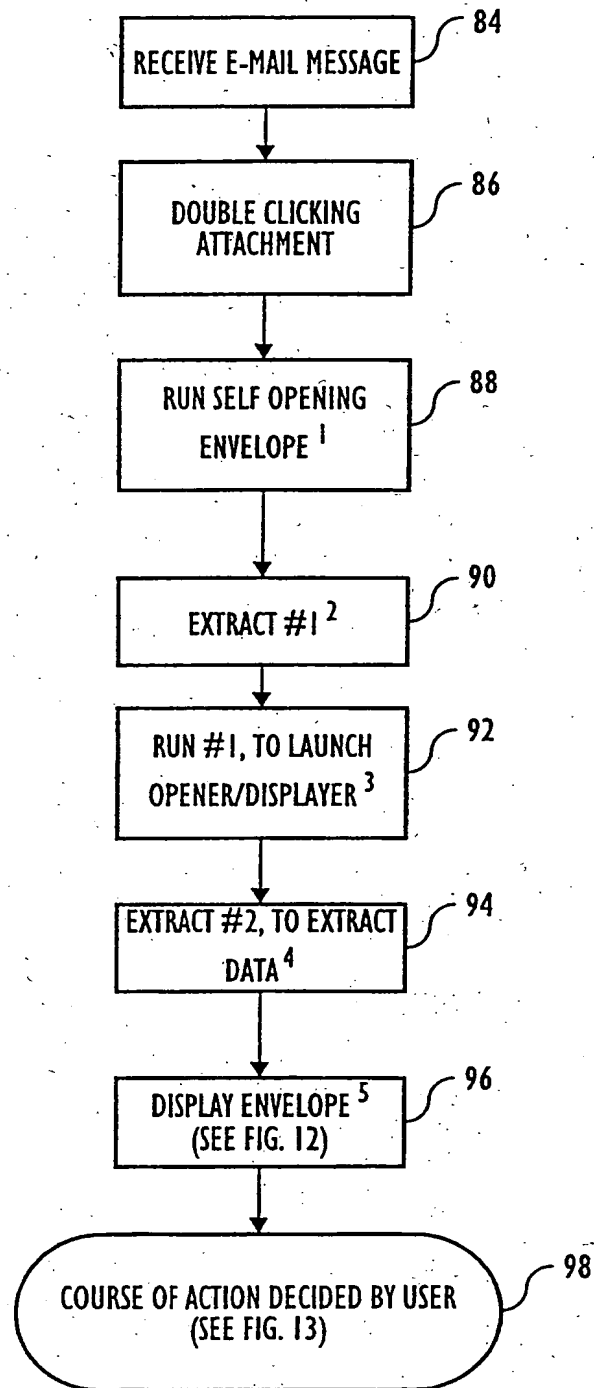 84
RECEIVE E-MAIL MESSAGE
86
DOUBLE CLICKING
ATTACHMENT
88
RUN SELF OPENING
ENVELOPE 1
90
EXTRACT #1 2
92
RUN #1, TO LAUNCH
OPENER/DISPLAYER 3
94
EXTRACT #2, TO EXTRACT
DATA 4
96
DISPLAY ENVELOPE 5
(SEE FIG. 12)
98
COURSE OF ACTION DECIDED BY USER
(SEE FIG. 13)